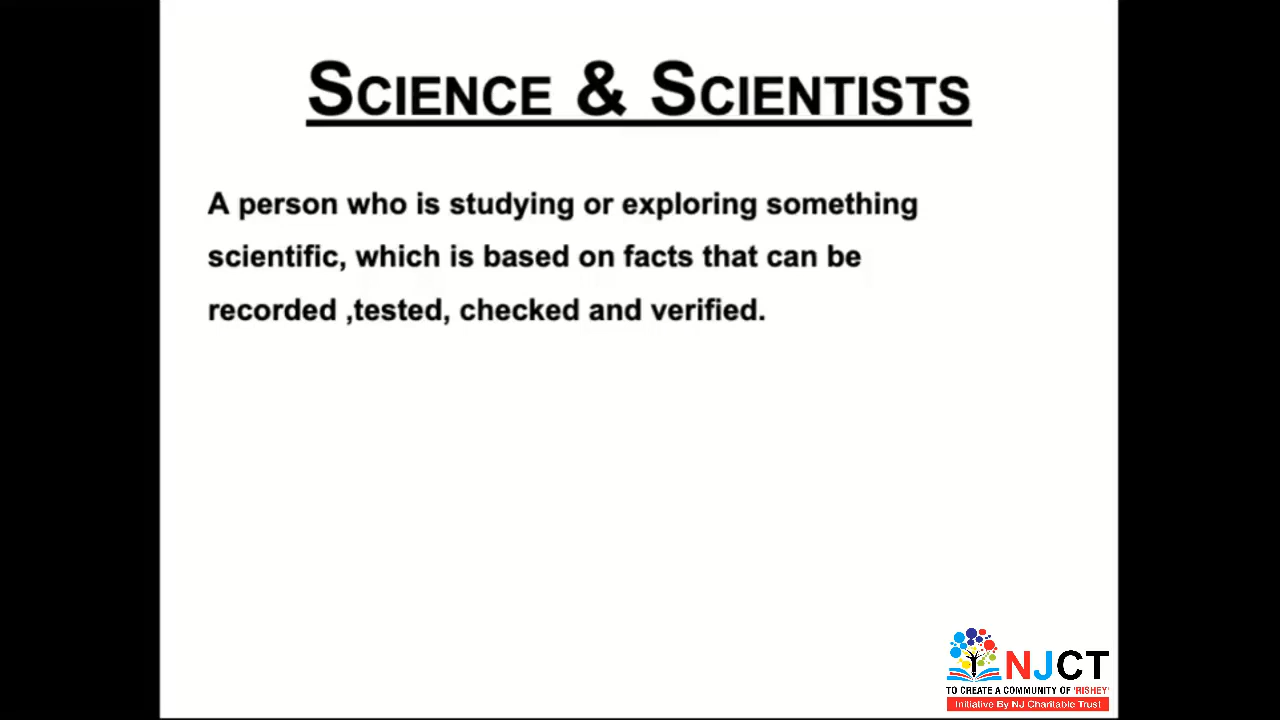 SCIENCE & SCIENTISTS
A person who is studying or exploring something
scientific, which is based on facts that can be
recorded ,tested, checked and verified.
NJCT
TO CREATE A COMMUNITY OF 'RISHEY'
Initiative By NJ Charitable Trust